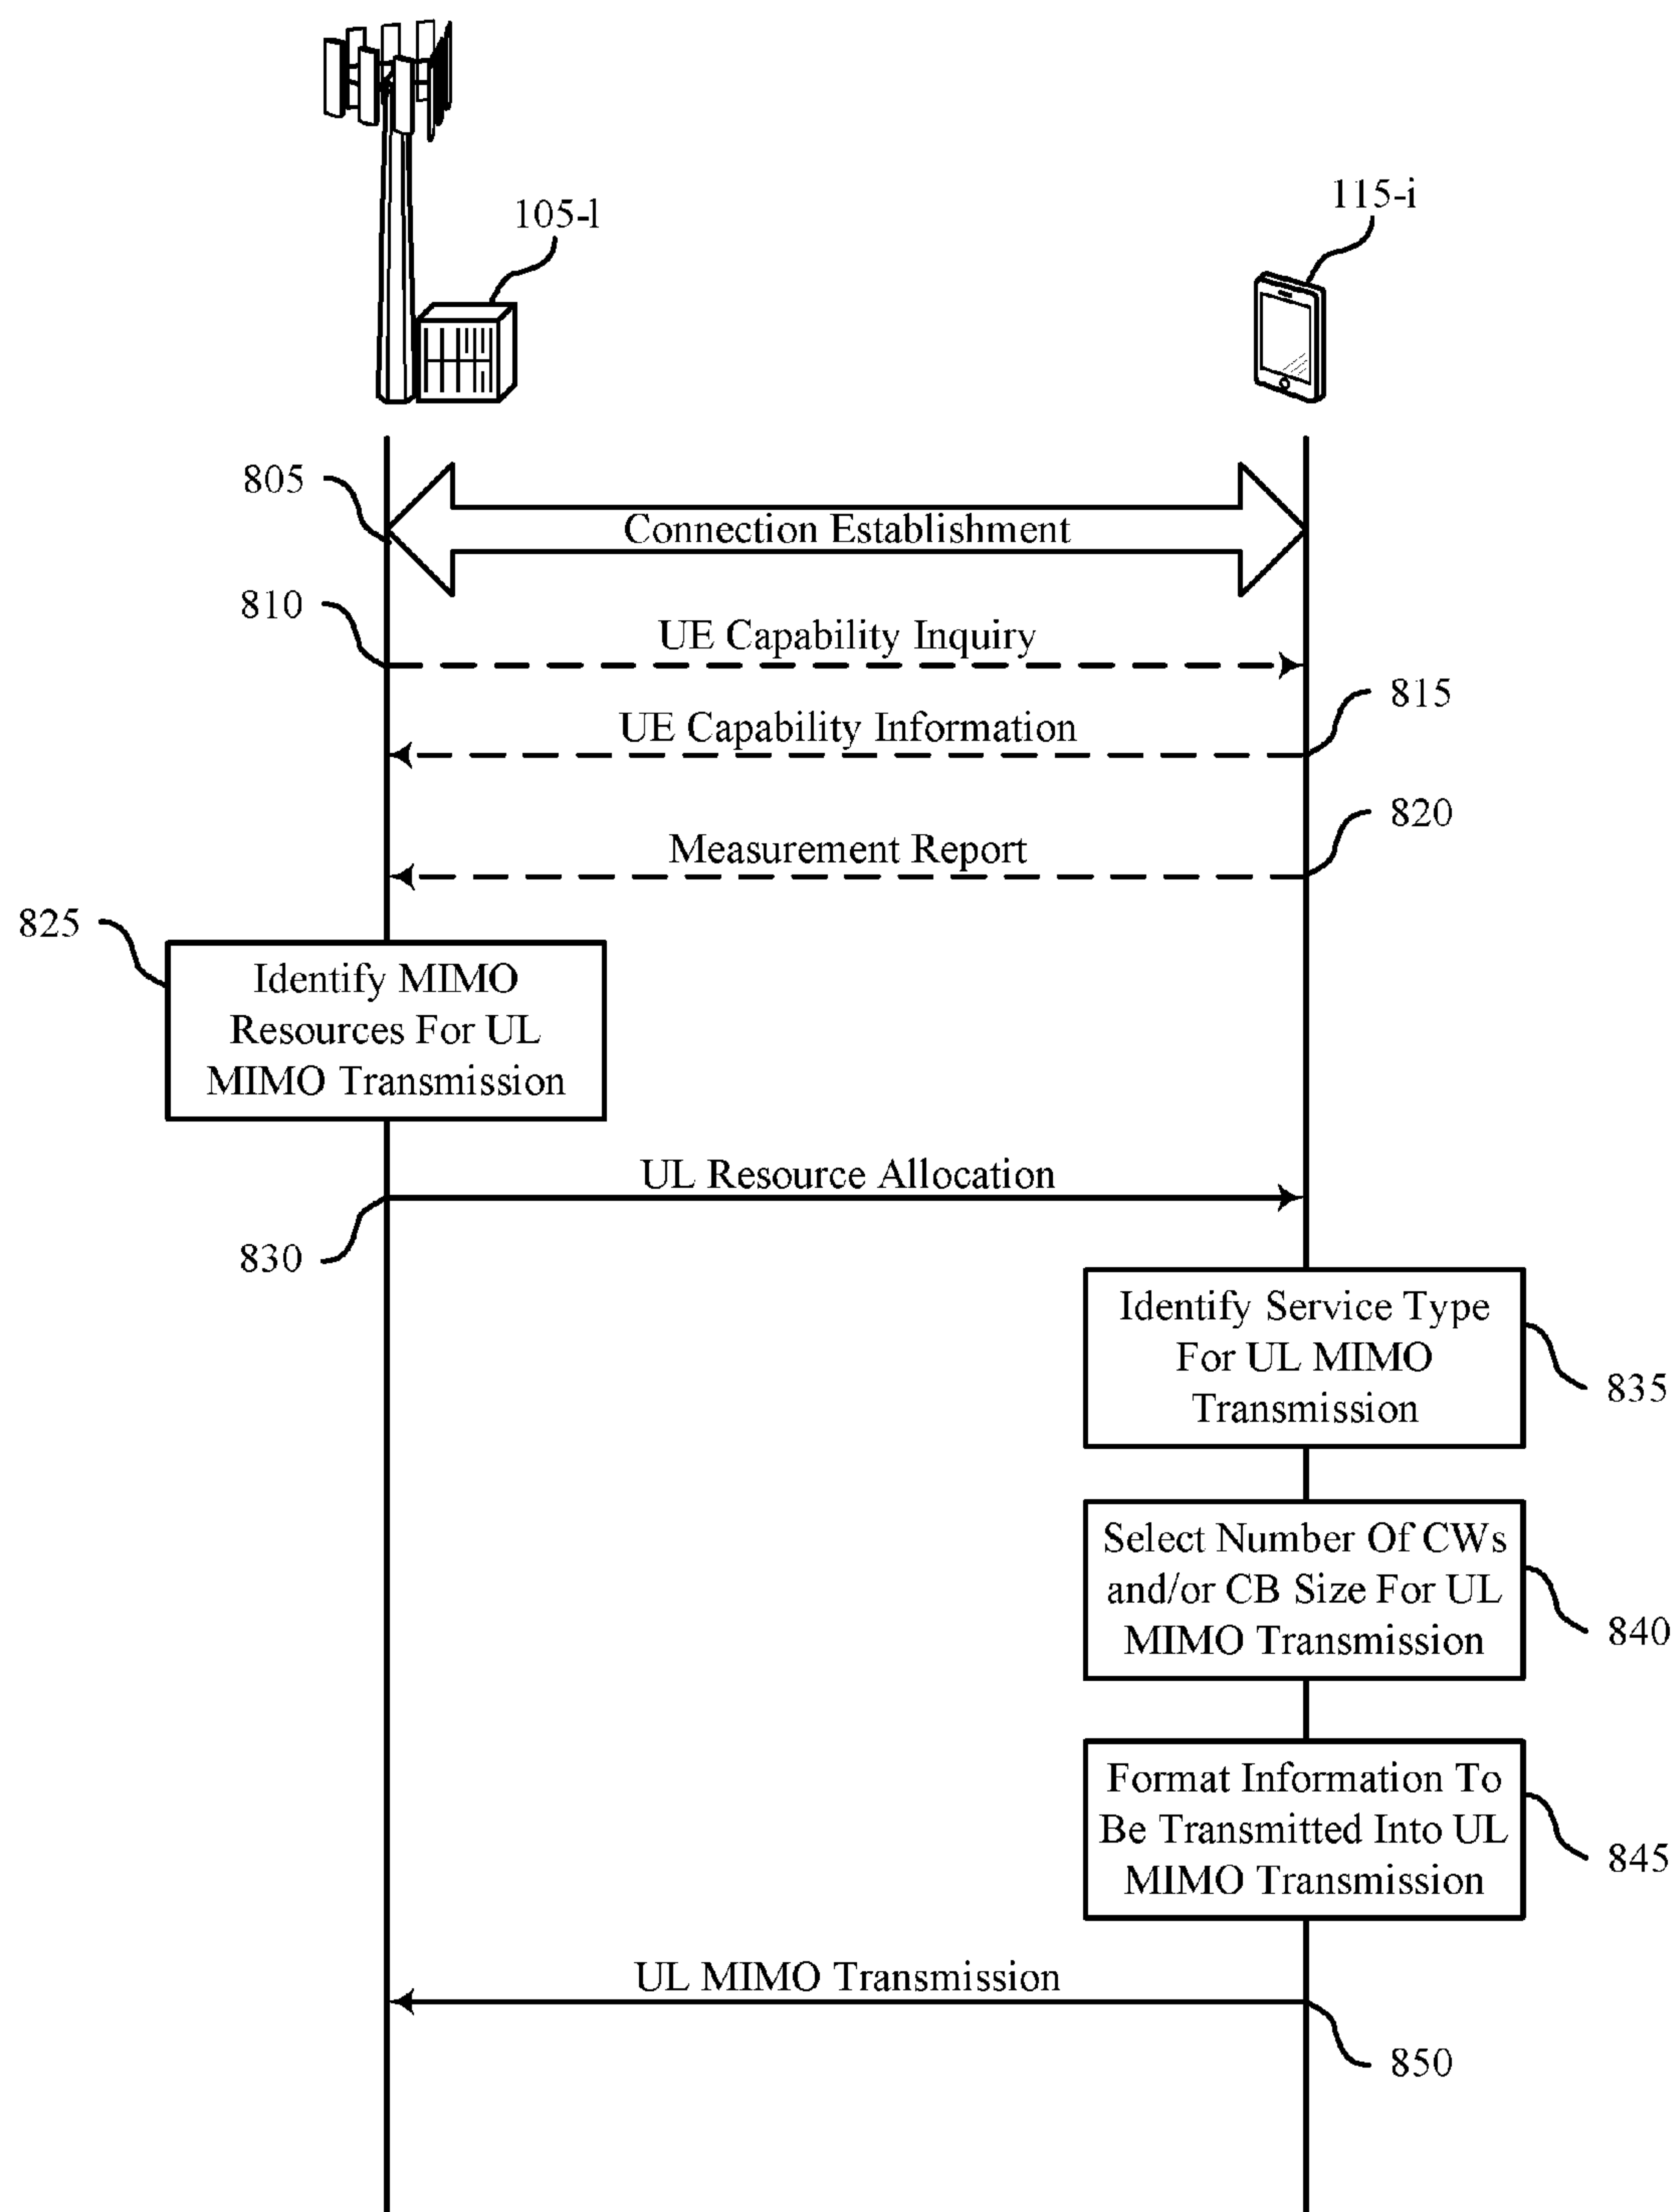 105-l
115-i
805
Connection Establishment
810
UE Capability Inquiry
815
UE Capability Information
820
Measurement Report
825
Identify MIMO
Resources For UL
MIMO Transmission
UL Resource Allocation
830
Identify Service Type
For UL MIMO
Transmission
835
Select Number Of CWs
and/or CB Size For UL
MIMO Transmission
840
Format Information To
Be Transmitted Into UL
MIMO Transmission
845
UL MIMO Transmission
850